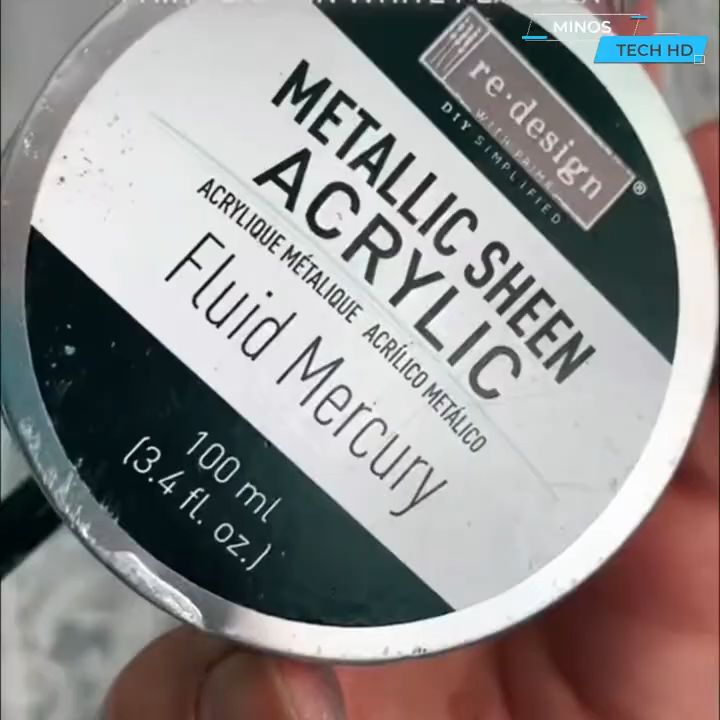 MINOS
TECH HD
re·design®
WITH PRIMA
DIY SIMPLIFIED
METALLIC SHEEN
ACRYLIC
ACRYLIQUE MÉTALIQUE ACRÍLICO METÁLICO
Fluid Mercury
100 ml
(3.4 fl. oz.)